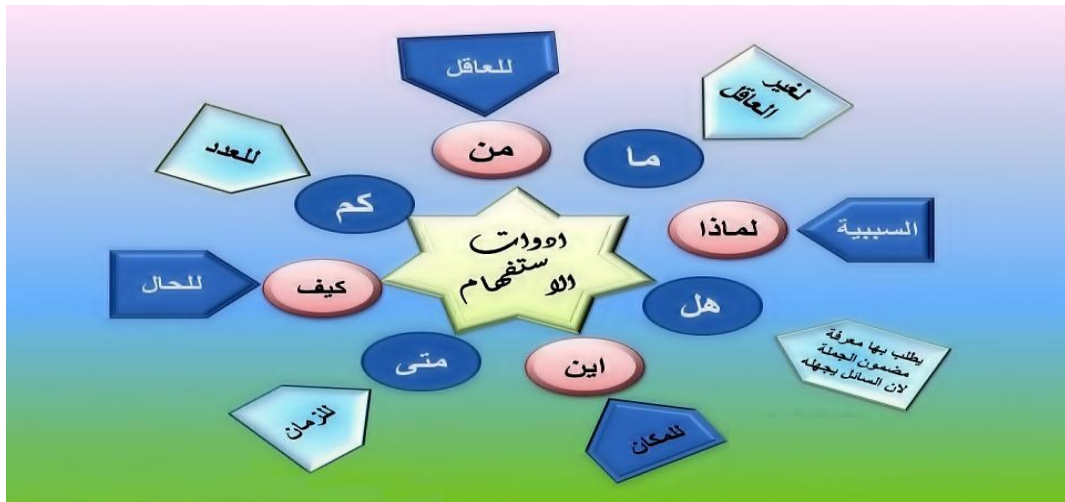 للعاقل
من
لغير
العاقل
ما
السببية
لماذا
هل
يطلب بها معرفة
مضمون الجملة
لان السائل يجهله
اين
للمكان
متى
للزمان
كيف
للحال
كم
للعدد
ادوات
الاستفهام